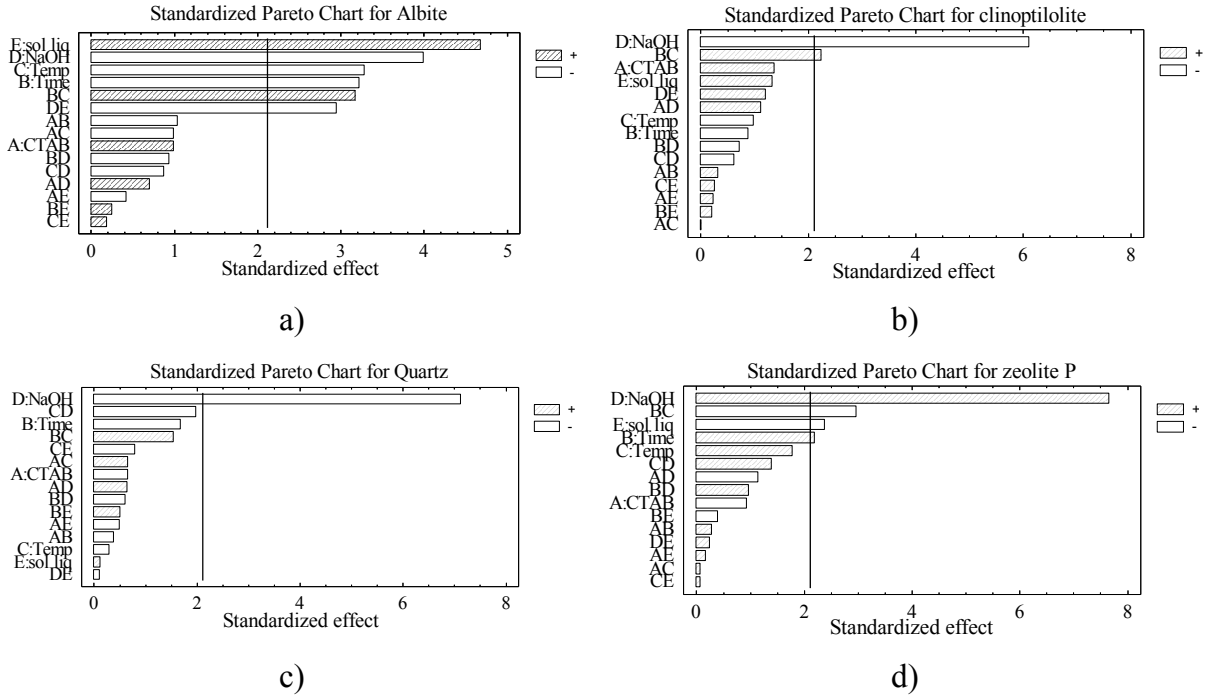 Standardized Pareto Chart for Albite
E:sol.liq
D:NaOH
C:Temp
B:Time
BC
DE
AB
AC
A:CTAB
BD
CD
AD
AE
BE
CE
+
-
0 1 2 3 4 5
Standardized effect
a)
Standardized Pareto Chart for clinoptilolite
D:NaOH
BC
A:CTAB
E:sol.liq
DE
AD
C:Temp
B:Time
BD
CD
AB
CE
AE
BE
AC
+
-
0 2 4 6 8
Standardized effect
b)
Standardized Pareto Chart for Quartz
D:NaOH
CD
B:Time
BC
CE
AC
A:CTAB
AD
BD
BE
AE
AB
C:Temp
E:sol.liq
DE
+
-
0 2 4 6 8
Standardized effect
c)
Standardized Pareto Chart for zeolite P
D:NaOH
BC
E:sol.liq
B:Time
C:Temp
CD
AD
BD
A:CTAB
BE
AB
DE
AE
AC
CE
+
-
0 2 4 6 8
Standardized effect
d)